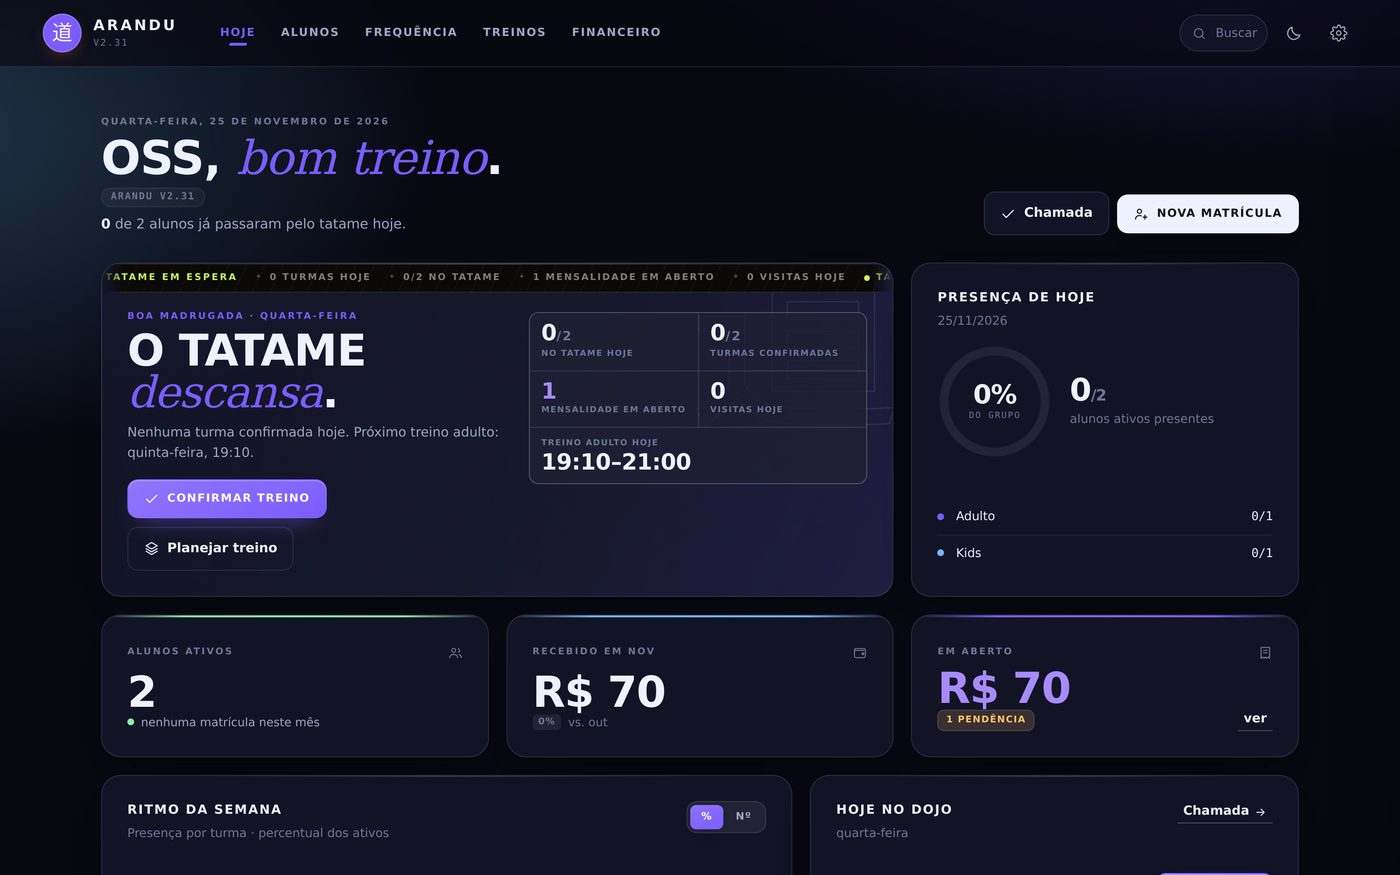 道
ARANDU
V2.31
HOJE
ALUNOS
FREQUÊNCIA
TREINOS
FINANCEIRO
Buscar
QUARTA-FEIRA, 25 DE NOVEMBRO DE 2026
OSS, bom treino.
ARANDU V2.31
0 de 2 alunos já passaram pelo tatame hoje.
Chamada
NOVA MATRÍCULA
TATAME EM ESPERA
0 TURMAS HOJE
0/2 NO TATAME
1 MENSALIDADE EM ABERTO
0 VISITAS HOJE
TA
BOA MADRUGADA · QUARTA-FEIRA
O TATAME
descansa.
Nenhuma turma confirmada hoje. Próximo treino adulto:
quinta-feira, 19:10.
CONFIRMAR TREINO
Planejar treino
0/2
NO TATAME HOJE
0/2
TURMAS CONFIRMADAS
1
MENSALIDADE EM ABERTO
0
VISITAS HOJE
TREINO ADULTO HOJE
19:10–21:00
PRESENÇA DE HOJE
25/11/2026
0%
DO GRUPO
0/2
alunos ativos presentes
Adulto 0/1
Kids 0/1
ALUNOS ATIVOS
2
nenhuma matrícula neste mês
RECEBIDO EM NOV
R$ 70
0% vs. out
EM ABERTO
R$ 70
1 PENDÊNCIA
ver
RITMO DA SEMANA
Presença por turma · percentual dos ativos
% Nº
HOJE NO DOJO
quarta-feira
Chamada →